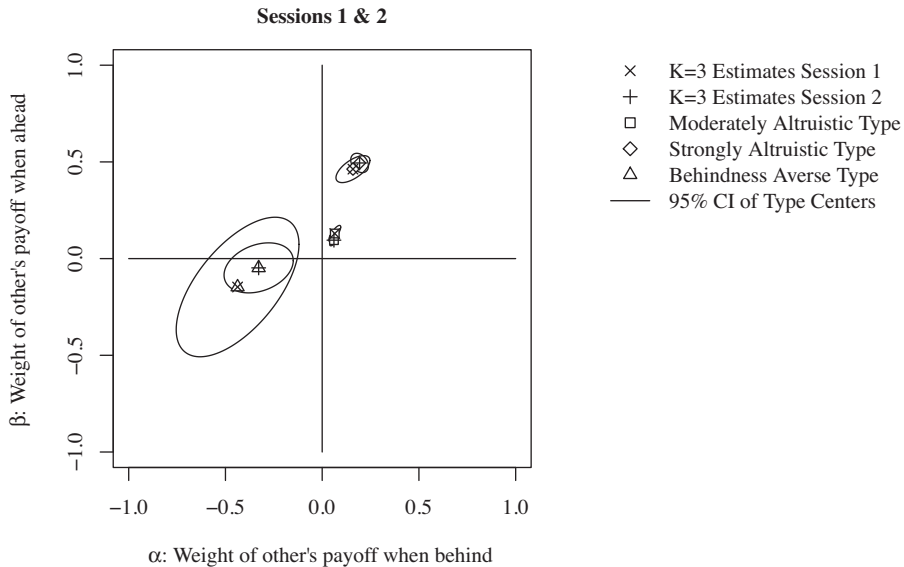 Sessions 1 & 2
β: Weight of other's payoff when ahead
1.0
0.5
0.0
−0.5
−1.0
−1.0 −0.5 0.0 0.5 1.0
α: Weight of other's payoff when behind
K=3 Estimates Session 1
K=3 Estimates Session 2
Moderately Altruistic Type
Strongly Altruistic Type
Behindness Averse Type
95% CI of Type Centers